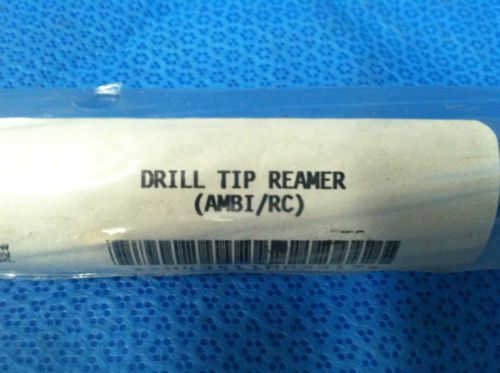 DRILL TIP REAMER
(AMBI/RC)